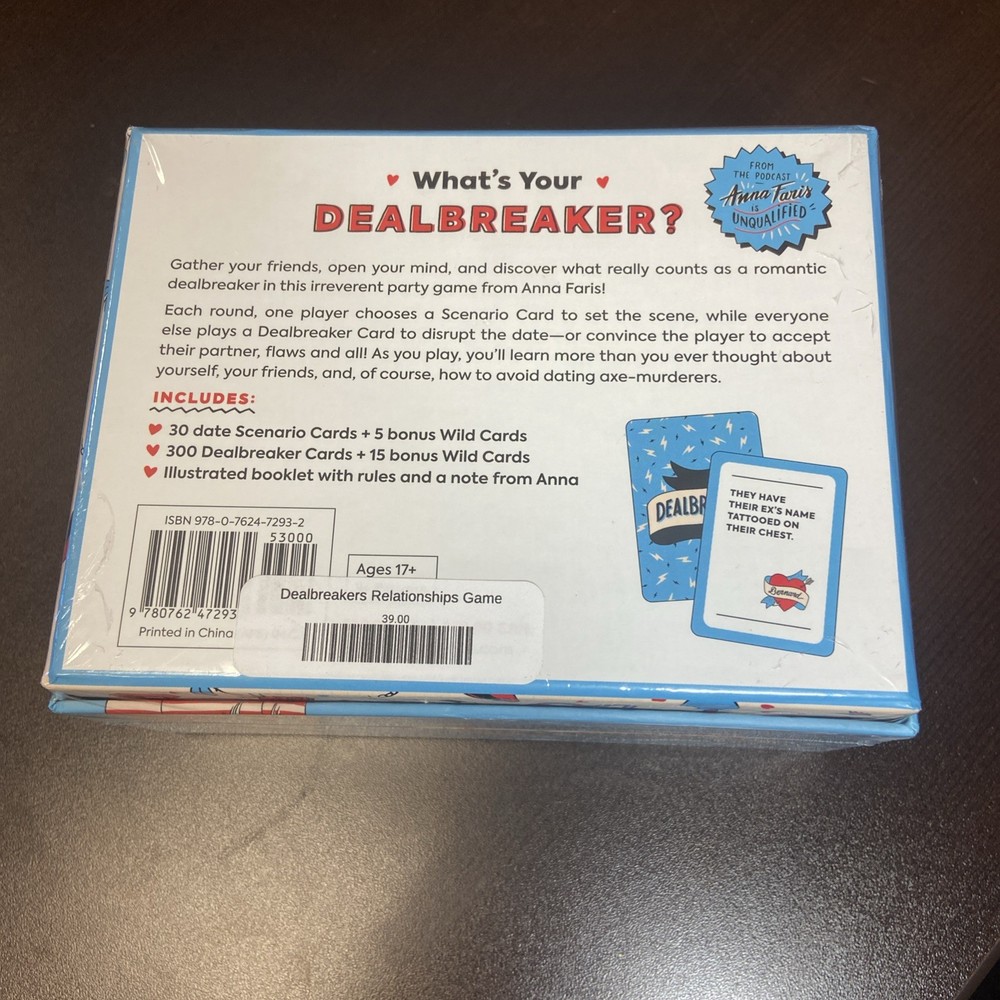 What's Your
DEALBREAKER?
FROM
THE PODCAST
Anna Faris
IS
UNQUALIFIED
Gather your friends, open your mind, and discover what really counts as a romantic
dealbreaker in this irreverent party game from Anna Faris!
Each round, one player chooses a Scenario Card to set the scene, while everyone
else plays a Dealbreaker Card to disrupt the date—or convince the player to accept
their partner, flaws and all! As you play, you'll learn more than you ever thought about
yourself, your friends, and, of course, how to avoid dating axe-murderers.
INCLUDES:
30 date Scenario Cards + 5 bonus Wild Cards
300 Dealbreaker Cards + 15 bonus Wild Cards
Illustrated booklet with rules and a note from Anna
DEALBR
THEY HAVE
THEIR EX'S NAME
TATTOOED ON
THEIR CHEST.
Bernard
ISBN 978-0-7624-7293-2
53000
9 780762 47293
Printed in China
Ages 17+
Dealbreakers Relationships Game
39.00